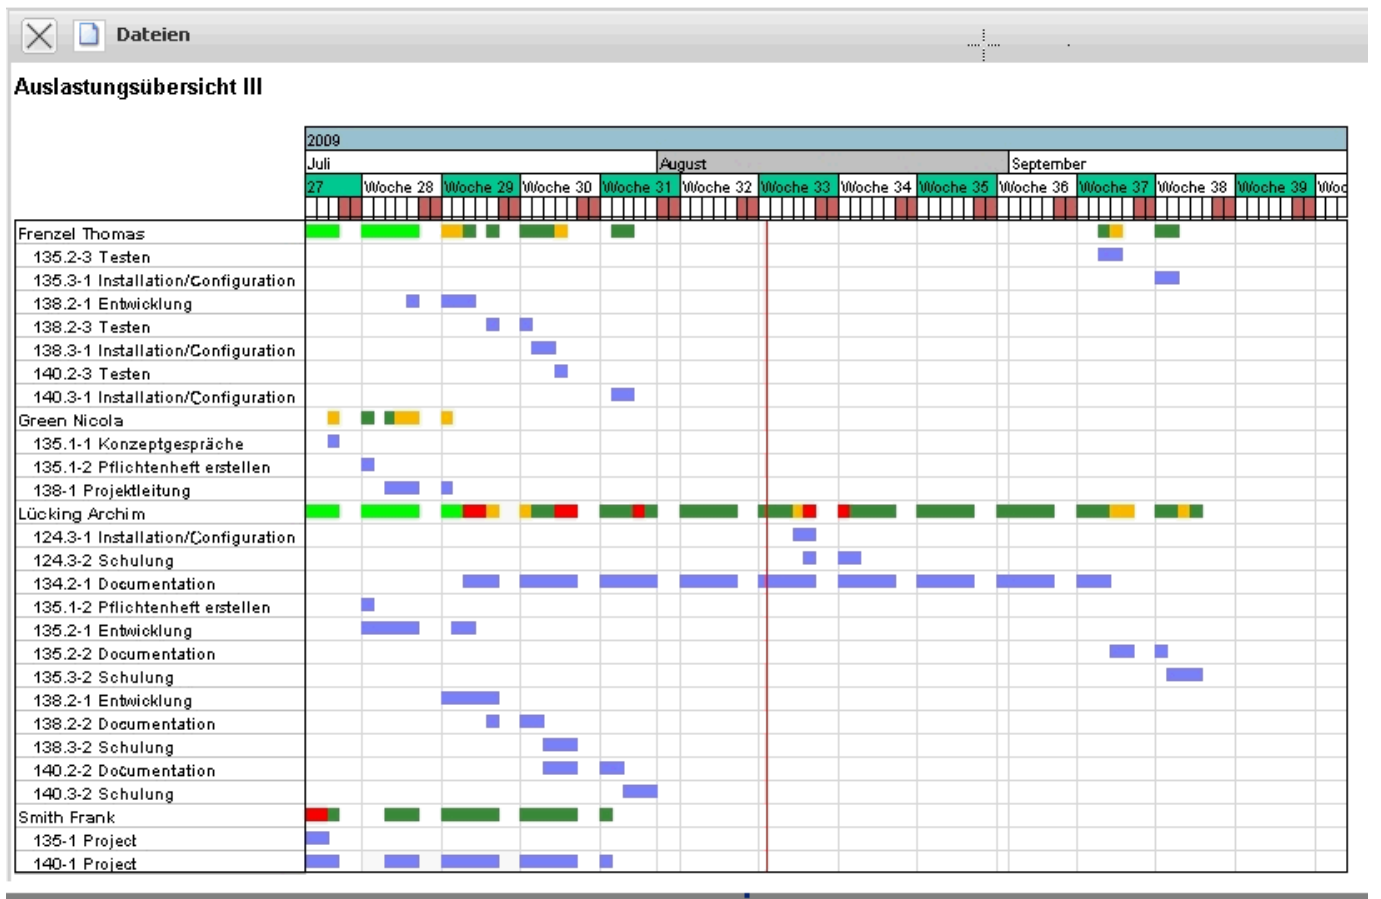 Dateien
Auslastungsübersicht III
2009
Juli August September
27 Woche 28 Woche 29 Woche 30 Woche 31 Woche 32 Woche 33 Woche 34 Woche 35 Woche 36 Woche 37 Woche 38 Woche 39 Woc
Frenzel Thomas
135.2-3 Testen
135.3-1 Installation/Configuration
138.2-1 Entwicklung
138.2-3 Testen
138.3-1 Installation/Configuration
140.2-3 Testen
140.3-1 Installation/Configuration
Green Nicola
135.1-1 Konzeptgespräche
135.1-2 Pflichtenheft erstellen
138-1 Projektleitung
Lücking Archim
124.3-1 Installation/Configuration
124.3-2 Schulung
134.2-1 Documentation
135.1-2 Pflichtenheft erstellen
135.2-1 Entwicklung
135.2-2 Documentation
135.3-2 Schulung
138.2-1 Entwicklung
138.2-2 Documentation
138.3-2 Schulung
140.2-2 Documentation
140.3-2 Schulung
Smith Frank
135-1 Project
140-1 Project